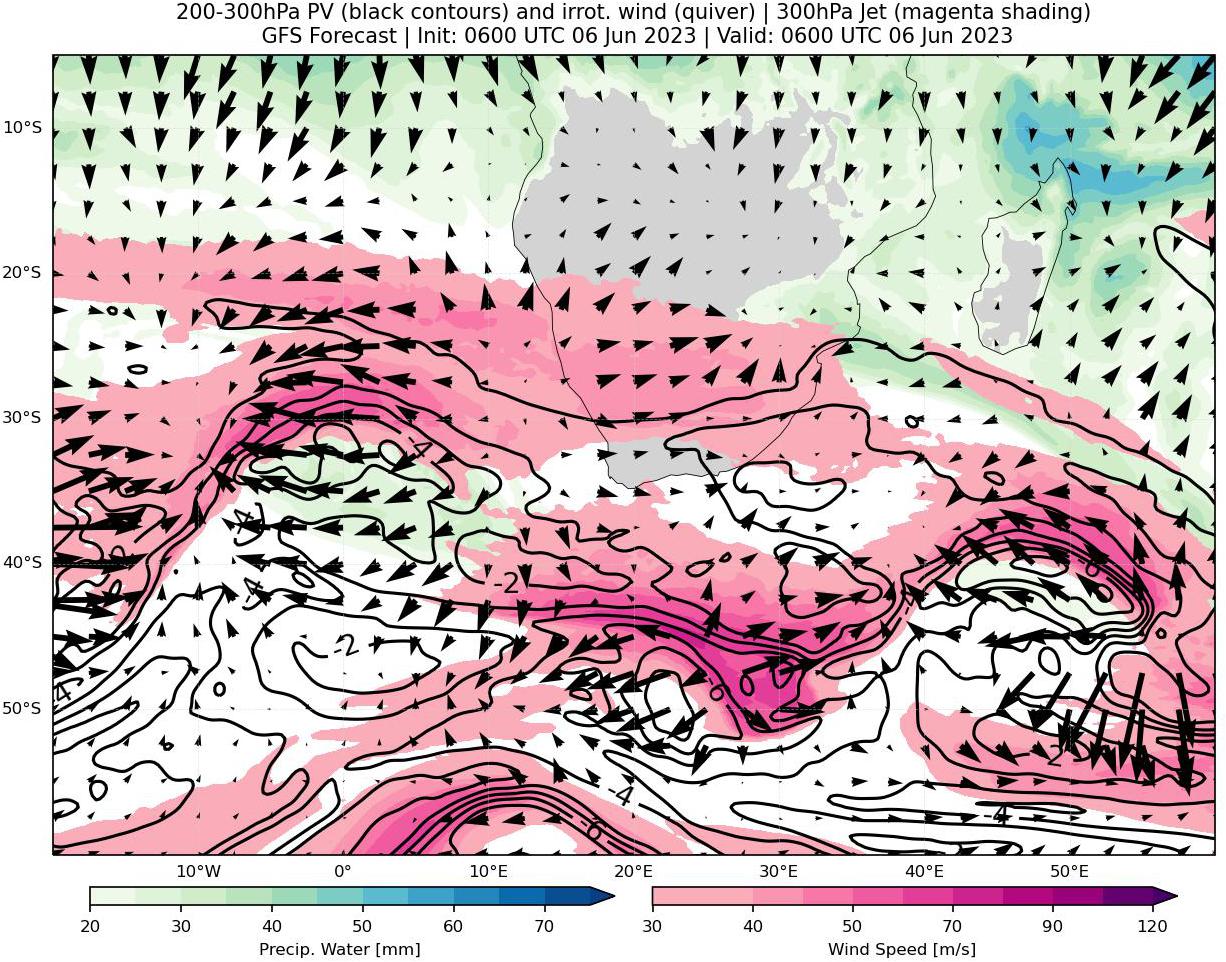 200-300hPa PV (black contours) and irrot. wind (quiver) | 300hPa Jet (magenta shading)
GFS Forecast | Init: 0600 UTC 06 Jun 2023 | Valid: 0600 UTC 06 Jun 2023
10°S
20°S
30°S
-4
40°S
-4
-2
-4
-6
-2
-6
50°S
-4
-2
-4
-4
-6
10°W 0° 10°E 20°E 30°E 40°E 50°E
20 30 40 50 60 70
Precip. Water [mm]
30 40 50 70 90 120
Wind Speed [m/s]